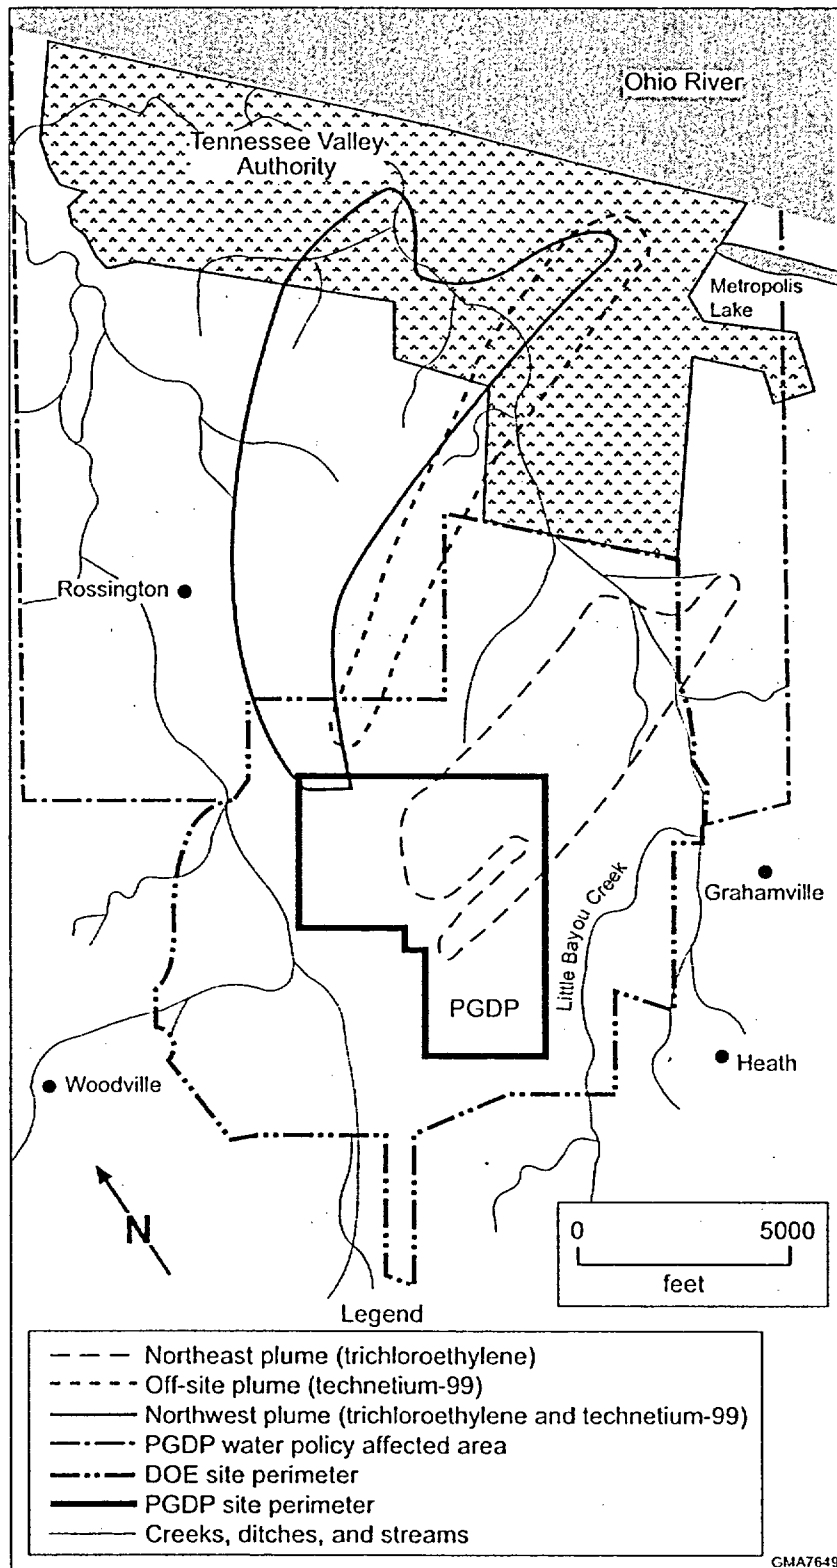 Ohio River
Tennessee Valley
Authority
Metropolis
Lake
Rossington
Little Bayou Creek
Grahamville
PGDP
Heath
Woodville
N
0 5000
feet
Legend
Northeast plume (trichloroethylene)
Off-site plume (technetium-99)
Northwest plume (trichloroethylene and technetium-99)
PGDP water policy affected area
DOE site perimeter
PGDP site perimeter
Creeks, ditches, and streams
GMA7649